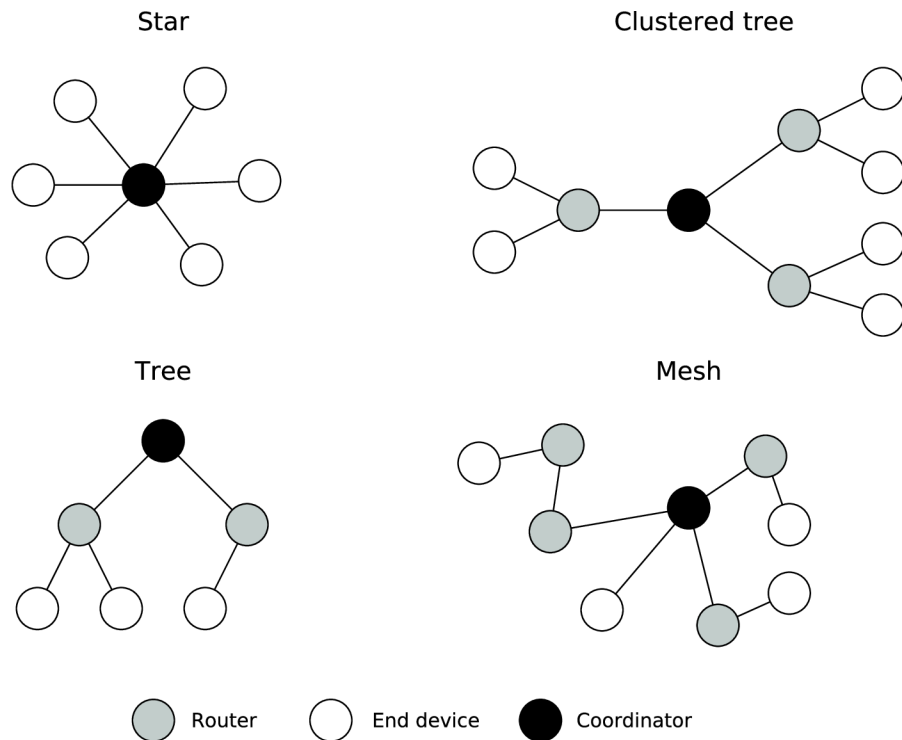 Star
Clustered tree
Tree
Mesh
Router
End device
Coordinator